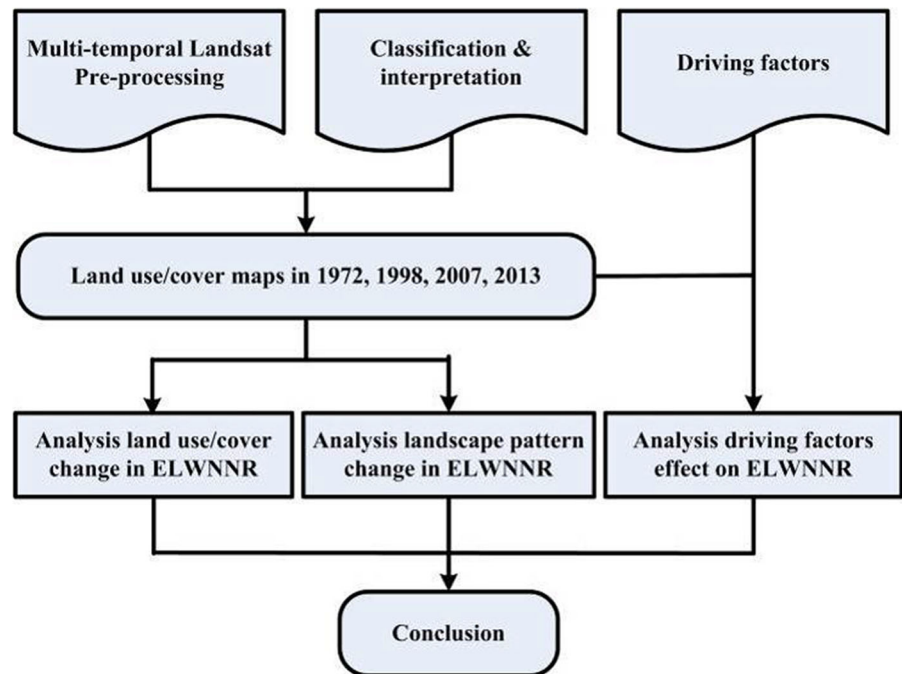 Multi-temporal Landsat
Pre-processing
Classification &
interpretation
Driving factors
Land use/cover maps in 1972, 1998, 2007, 2013
Analysis land use/cover
change in ELWNNR
Analysis landscape pattern
change in ELWNNR
Analysis driving factors
effect on ELWNNR
Conclusion